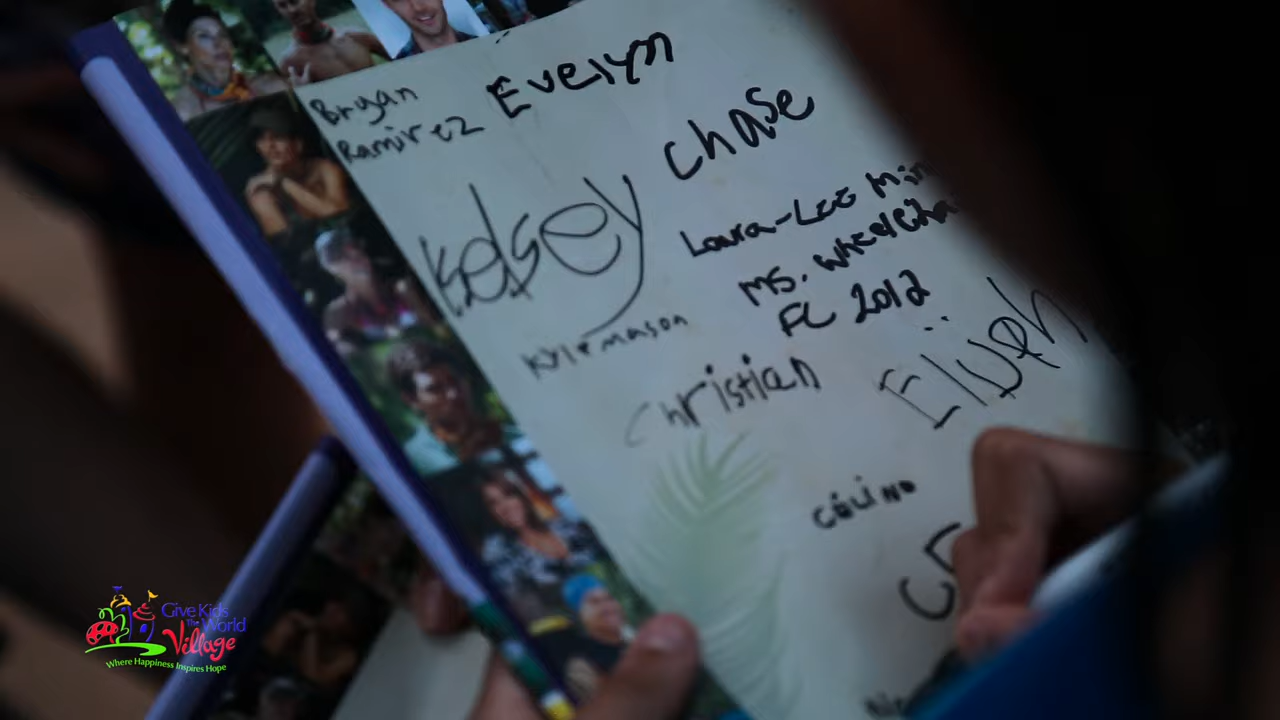 Bryan
Ramirez
Evelyn
Chase
Kelsey
Laura-Lee
Ms.
FL 2012
Kyle mason
Christian
Elijah
Give Kids
The World
Village
Where Happiness Inspires Hope